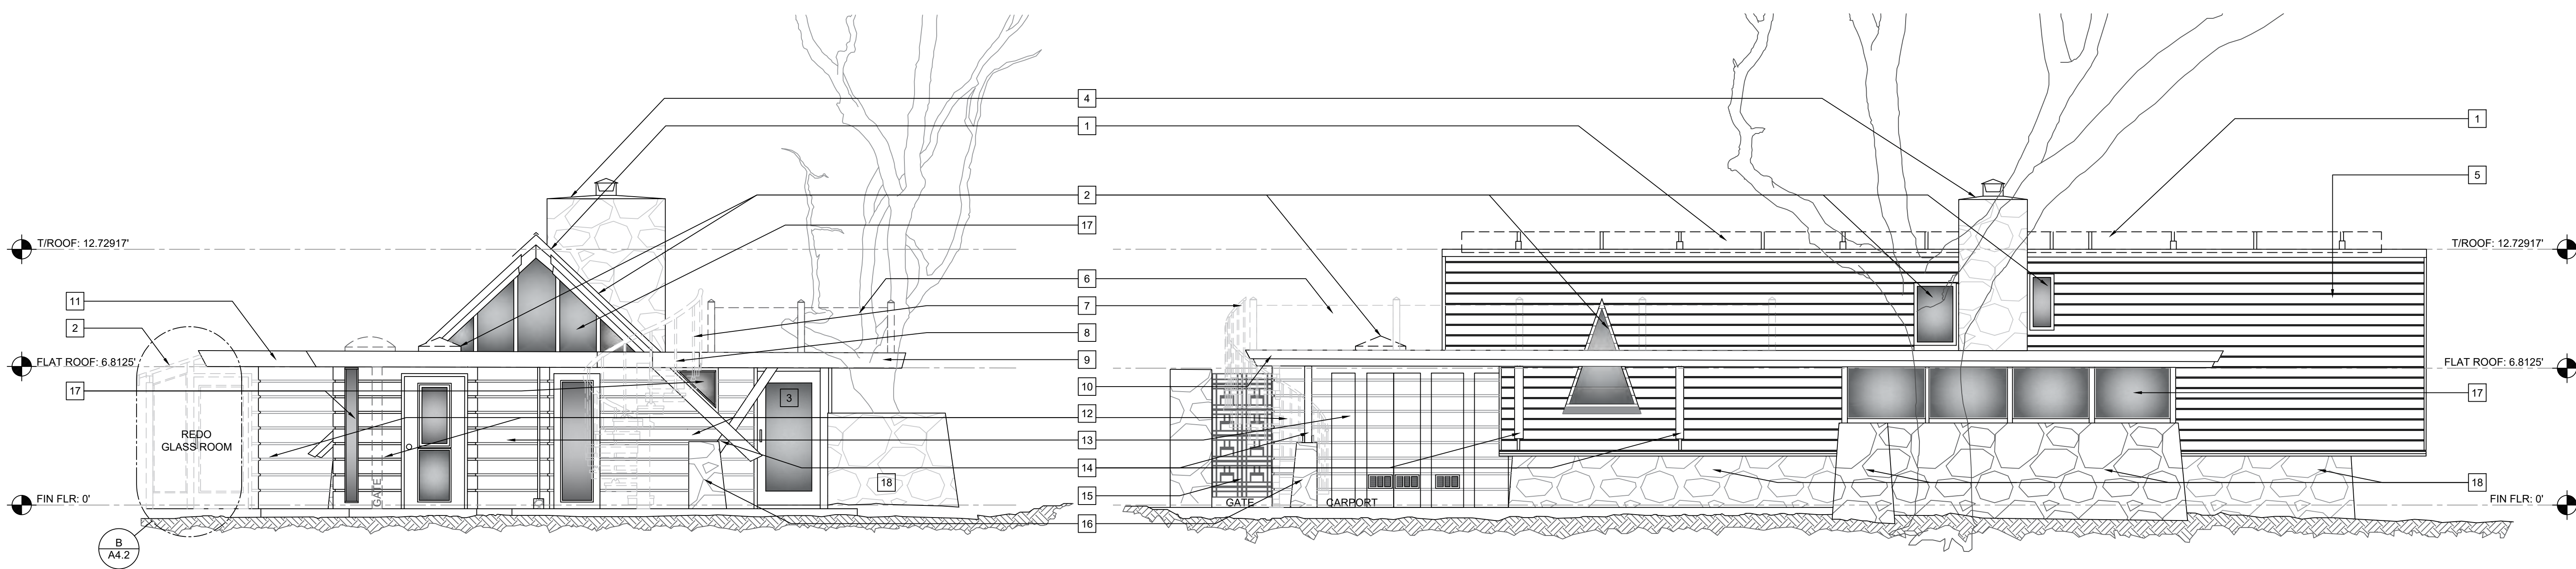 4
1
1
2
5
17
T/ROOF: 12.72917'
T/ROOF: 12.72917'
6
11
7
2
8
FLAT ROOF: 6.8125'
9
FLAT ROOF: 6.8125'
17
10
17
3
12
REDO
GLASS ROOM
13
14
GATE
18
15
18
FIN FLR: 0'
GATE
CARPORT
FIN FLR: 0'
16
B
A4.2